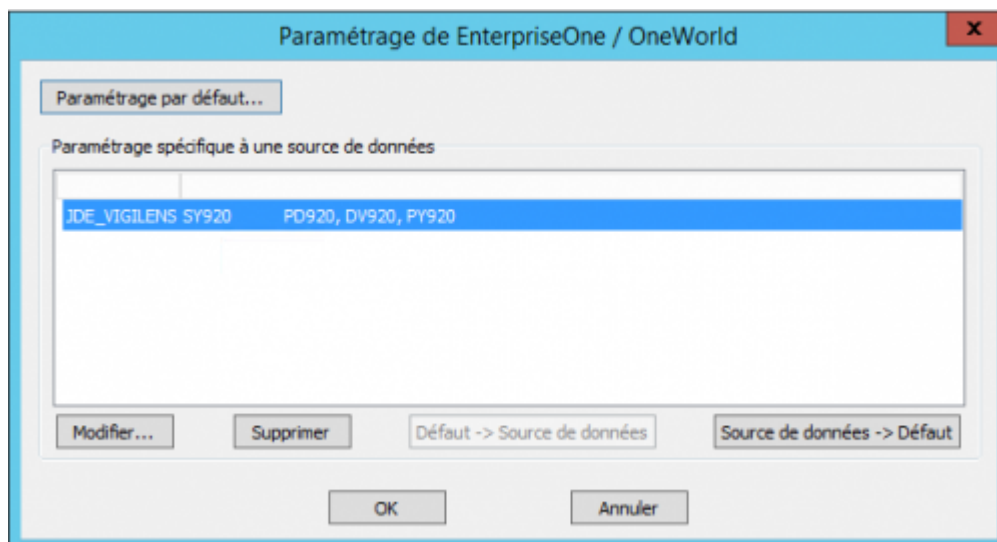 Paramétrage de EnterpriseOne / OneWorld
x
Paramétrage par défaut...
Paramétrage spécifique à une source de données
JDE_VIGILENS SY920 PD920, DV920, PY920
Modifier... Supprimer Défaut -> Source de données Source de données -> Défaut
OK Annuler